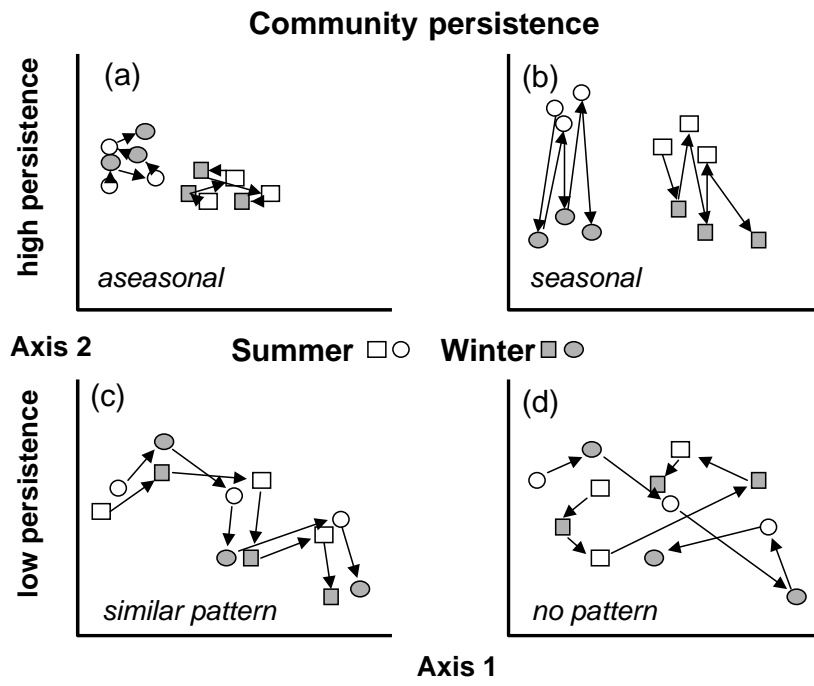 Community persistence
high persistence
(a)
aseasonal
(b)
seasonal
Axis 2
Summer
Winter
low persistence
(c)
similar pattern
(d)
no pattern
Axis 1